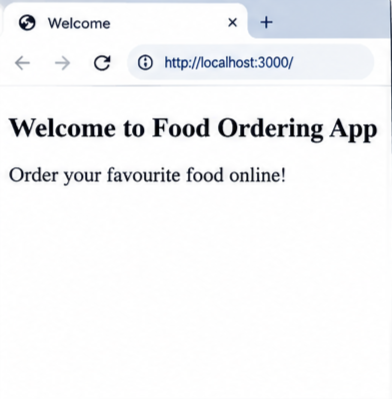 Welcome
http://localhost:3000/
Welcome to Food Ordering App
Order your favourite food online!